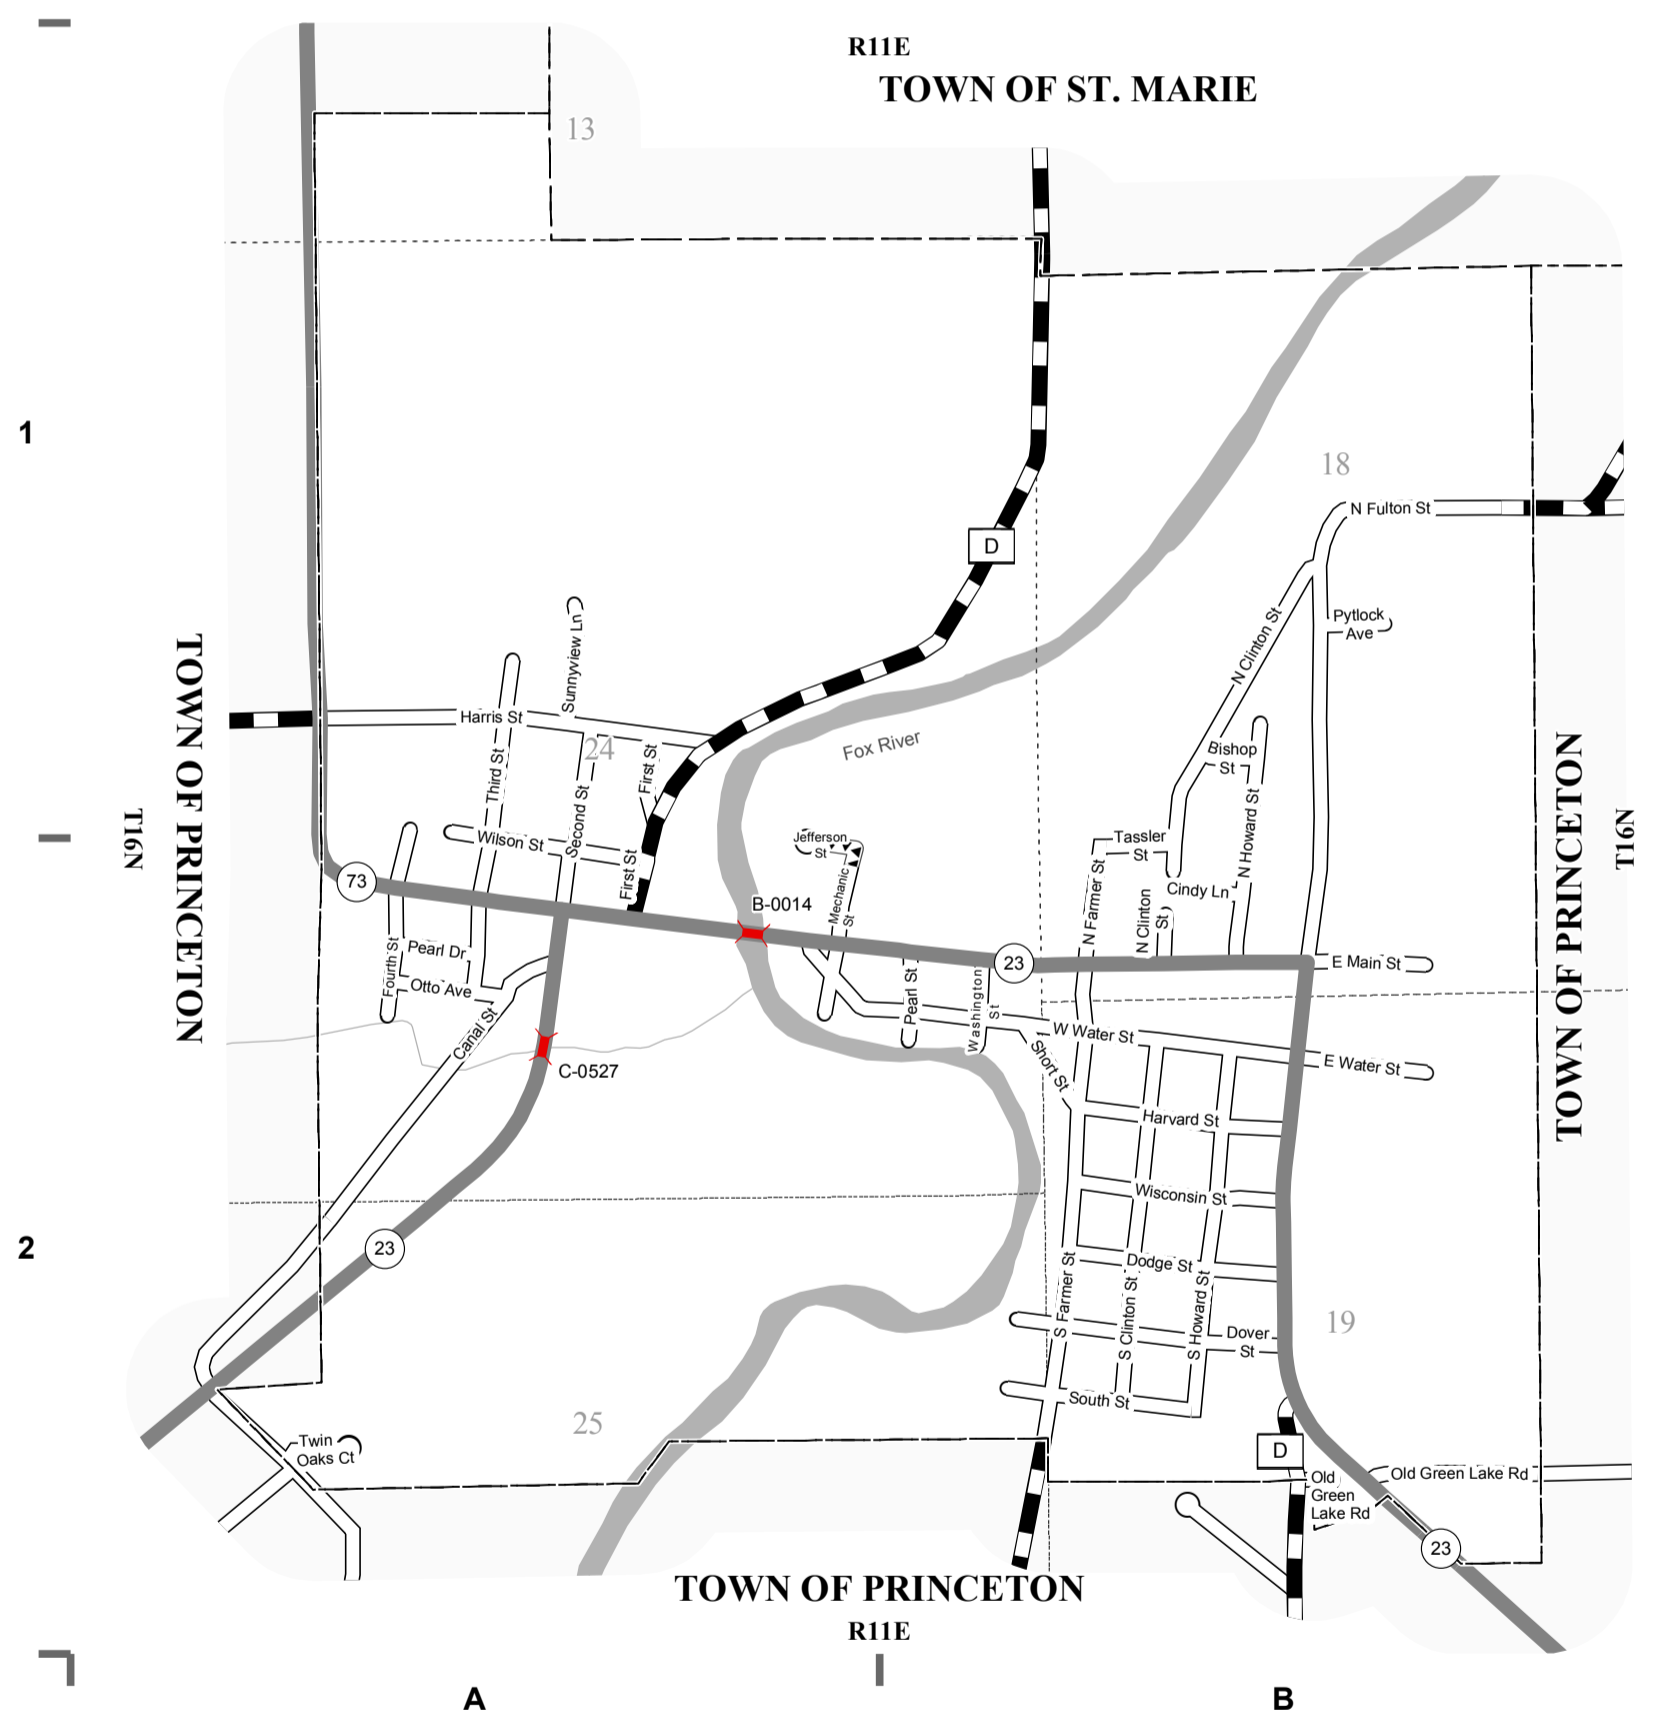 R11E
TOWN OF ST. MARIE
13
1
18
N Fulton St
D
Pytlock
Ave
N Clinton St
Sunnyview Ln
Harris St
24
First St
Third St
Second St
Fox River
Bishop
St
N Howard St
TOWN OF PRINCETON
T16N
TOWN OF PRINCETON
T16N
Wilson St
First St
Jefferson
St
Mechanic
St
Tassler
St
Cindy Ln
N Farmer St
N Clinton
St
73
B-0014
23
E Main St
Fourth St
Pearl Dr
Otto Ave
Canal St
Pearl St
Washington
St
W
W Water St
E Water St
Short St
C-0527
Harvard St
Wisconsin St
2
23
Dodge St
S Farmer St
S Clinton St
S Howard St
19
Dover
St
South St
25
Twin
Oaks Ct
D
Old Green Lake Rd
Old
Green
Lake Rd
23
TOWN OF PRINCETON
R11E
A
B